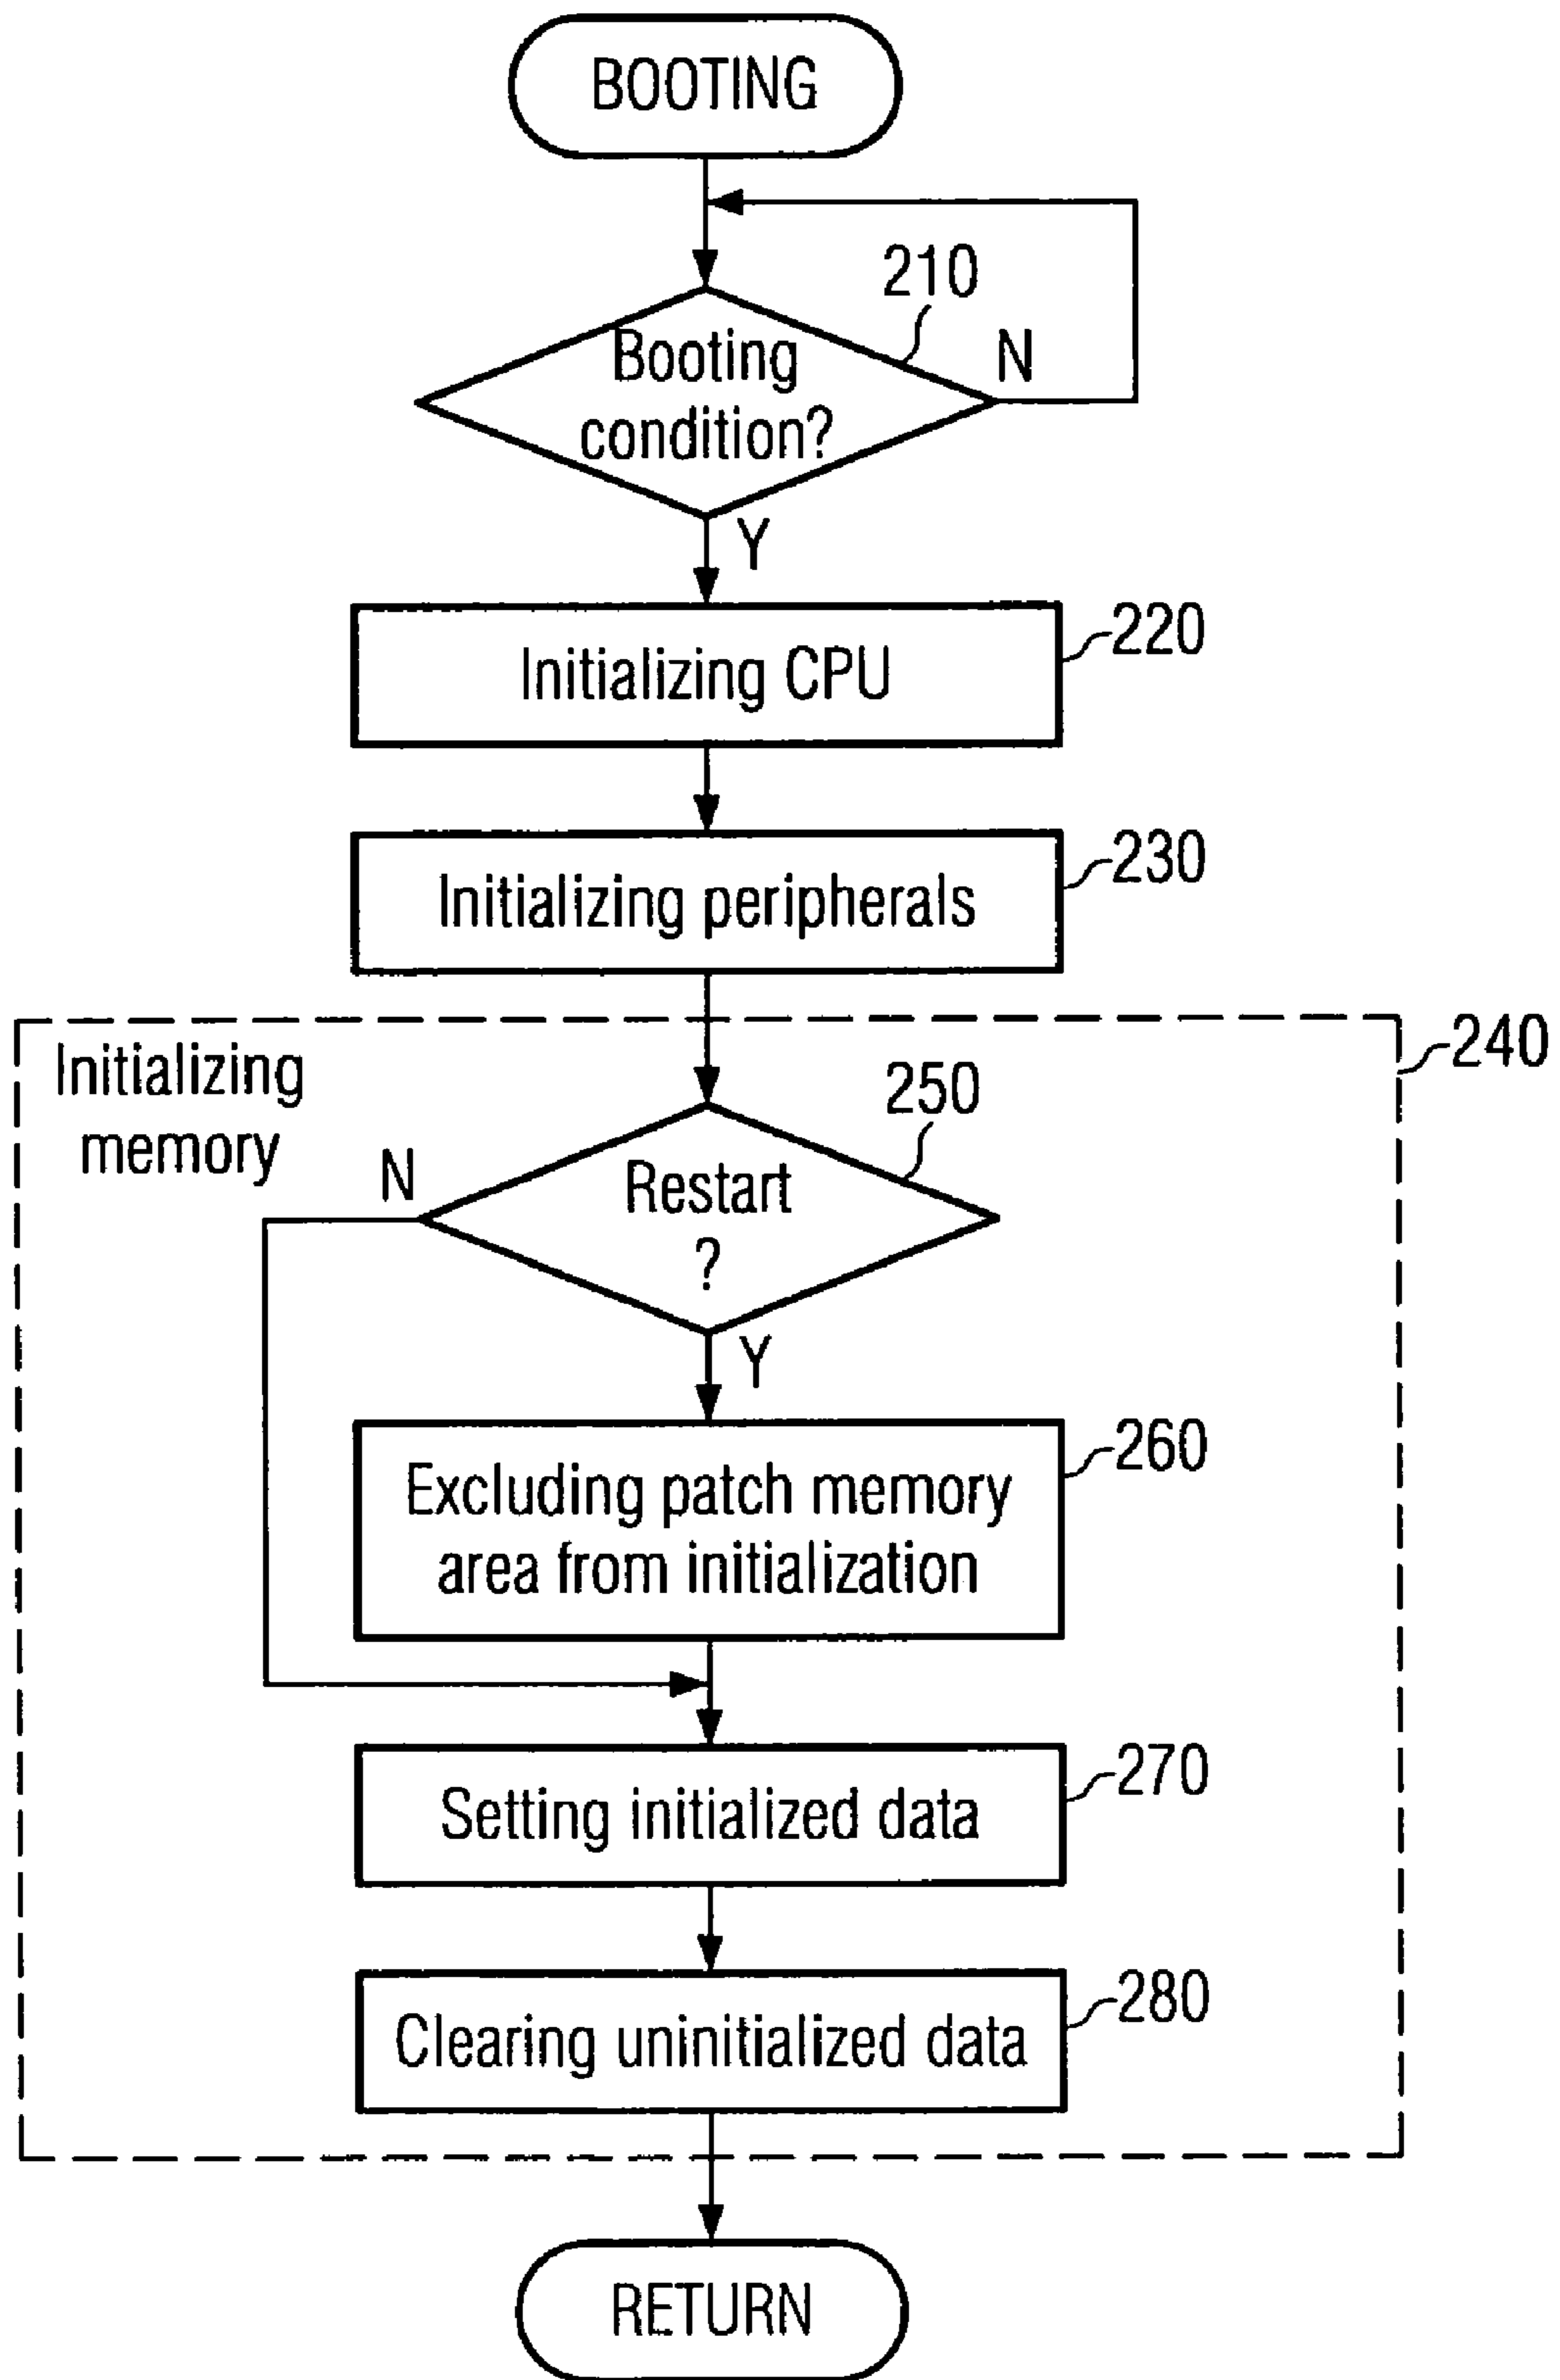 BOOTING
210
Booting
condition?
N
Y
Initializing CPU
220
Initializing peripherals
230
240
Initializing
memory
250
N
Restart
?
Y
Excluding patch memory
area from initialization
260
Setting initialized data
270
Clearing uninitialized data
280
RETURN